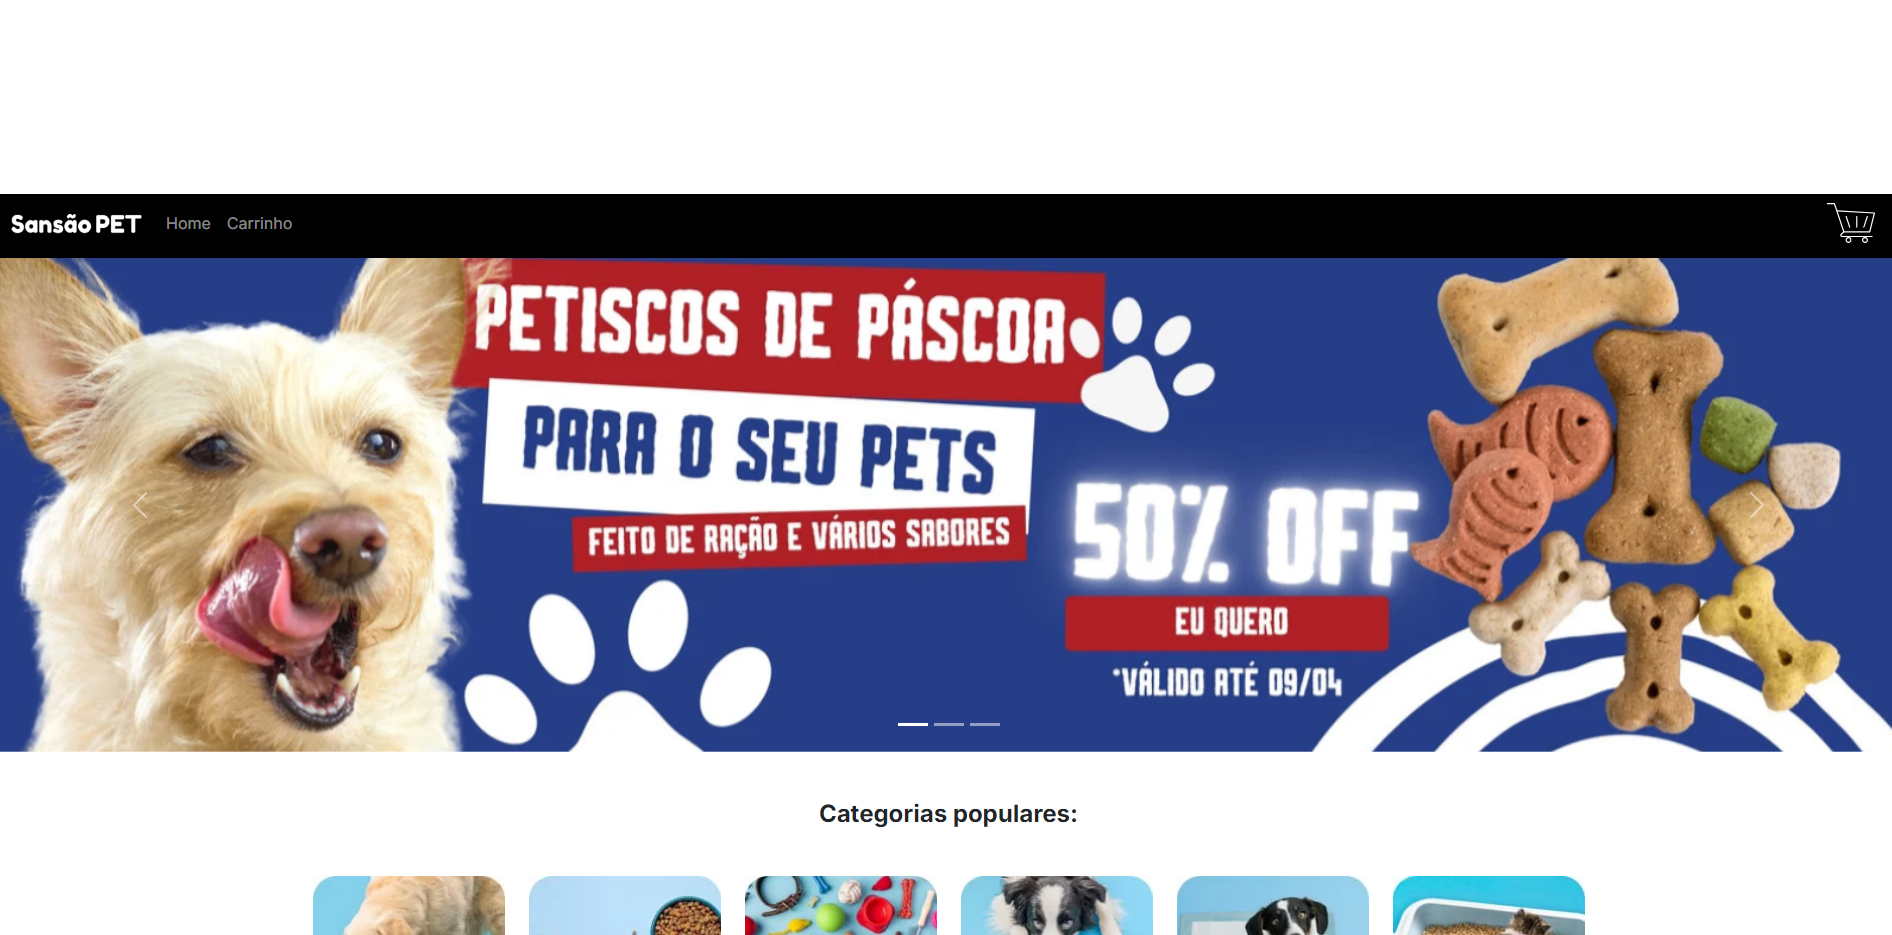 Sansão PET
Home
Carrinho
PETISCOS DE PÁSCOA
PARA O SEU PETS
FEITO DE RAÇÃO E VÁRIOS SABORES
50% OFF
EU QUERO
*VÁLIDO ATÉ 09/04
Categorias populares: